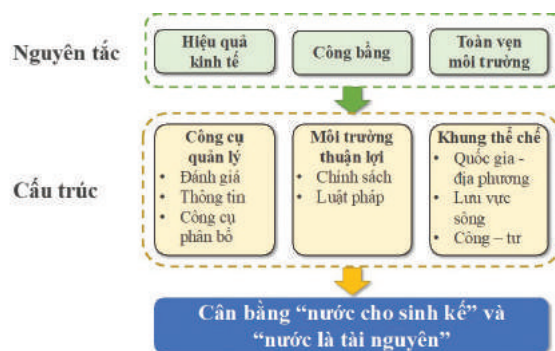 Nguyên tắc
Hiệu quả
kinh tế
Công bằng
Toàn vẹn
môi trường
Cấu trúc
Công cụ
quản lý
• Đánh giá
• Thông tin
• Công cụ
phân bổ
Môi trường
thuận lợi
• Chính sách
• Luật pháp
Khung thể chế
• Quốc gia -
địa phương
• Lưu vực
sông
• Công – tư
Cân bằng “nước cho sinh kế” và
“nước là tài nguyên”